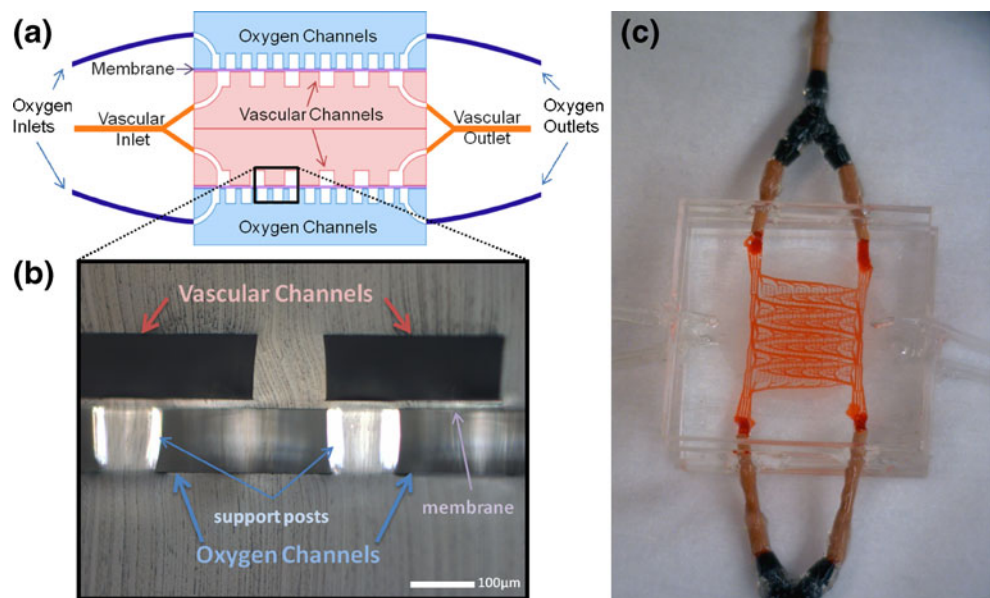 (a)
Oxygen Channels
Membrane
Oxygen
Inlets
Vascular
Inlet
Vascular Channels
Vascular
Outlet
Oxygen
Outlets
Oxygen Channels
(b)
Vascular Channels
support posts
membrane
Oxygen Channels
100µm
(c)